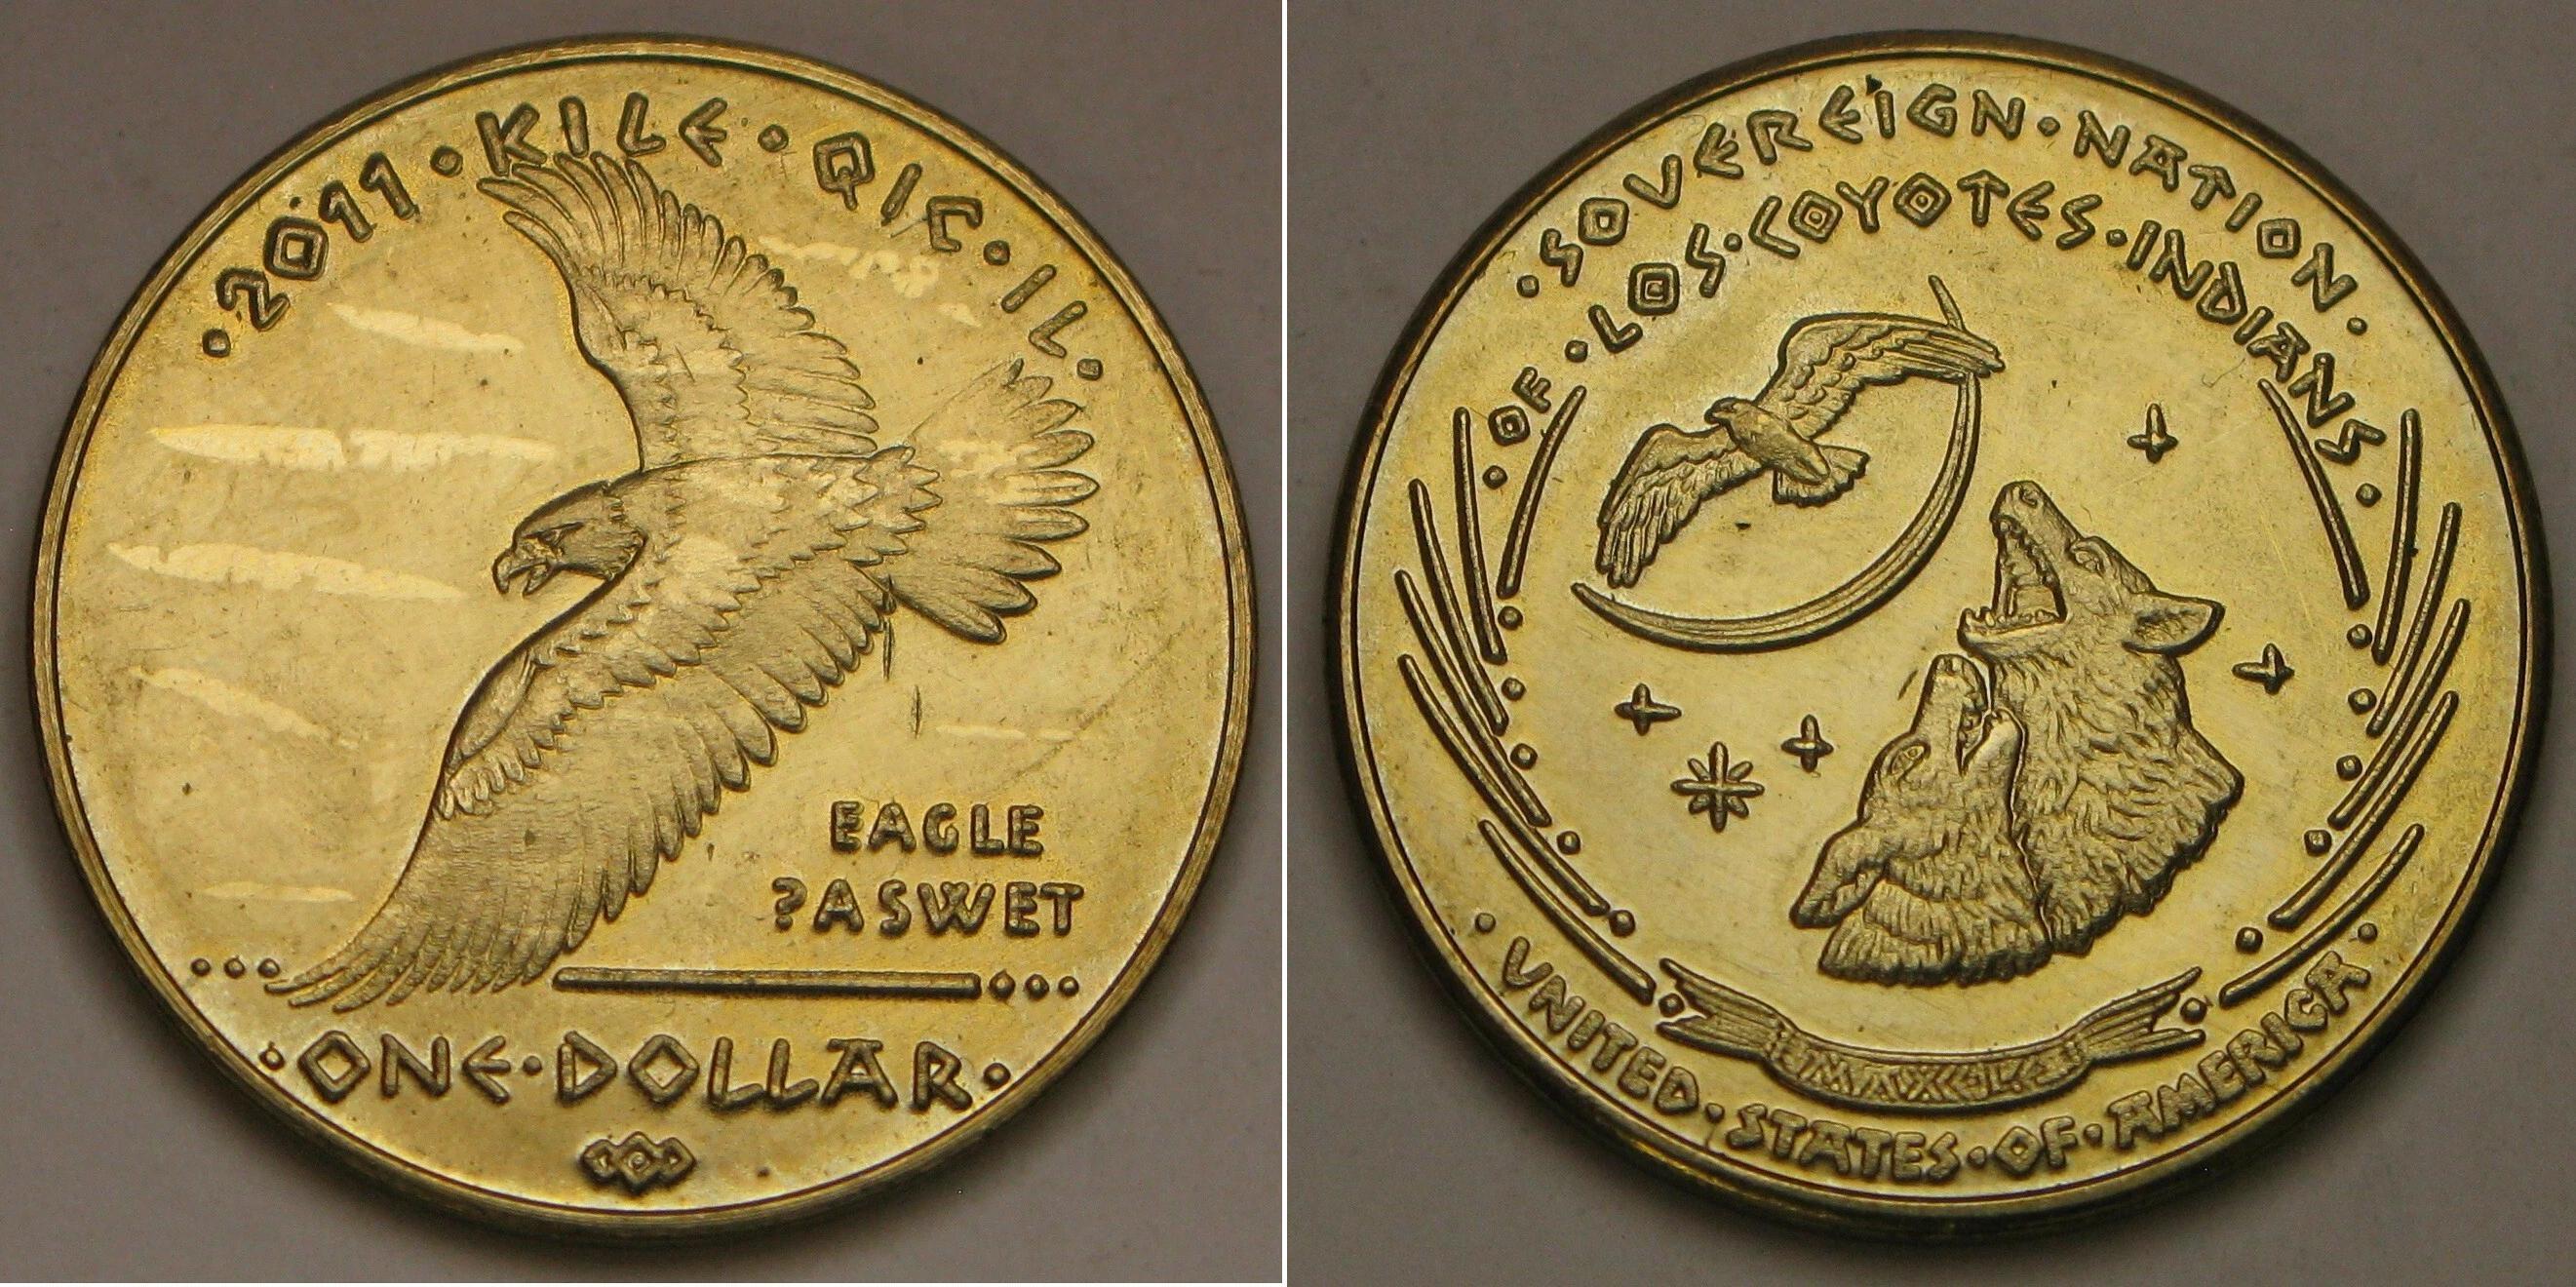 ·2011·KILE·QIC·IL·
EAGLE
?ASWET
·ONE·DOLLAR·
·SOVEREIGN·NATION·
·OF·LOS·COYOTES·INDIANS·
·UNITED·STATES·OF·AMERICA·